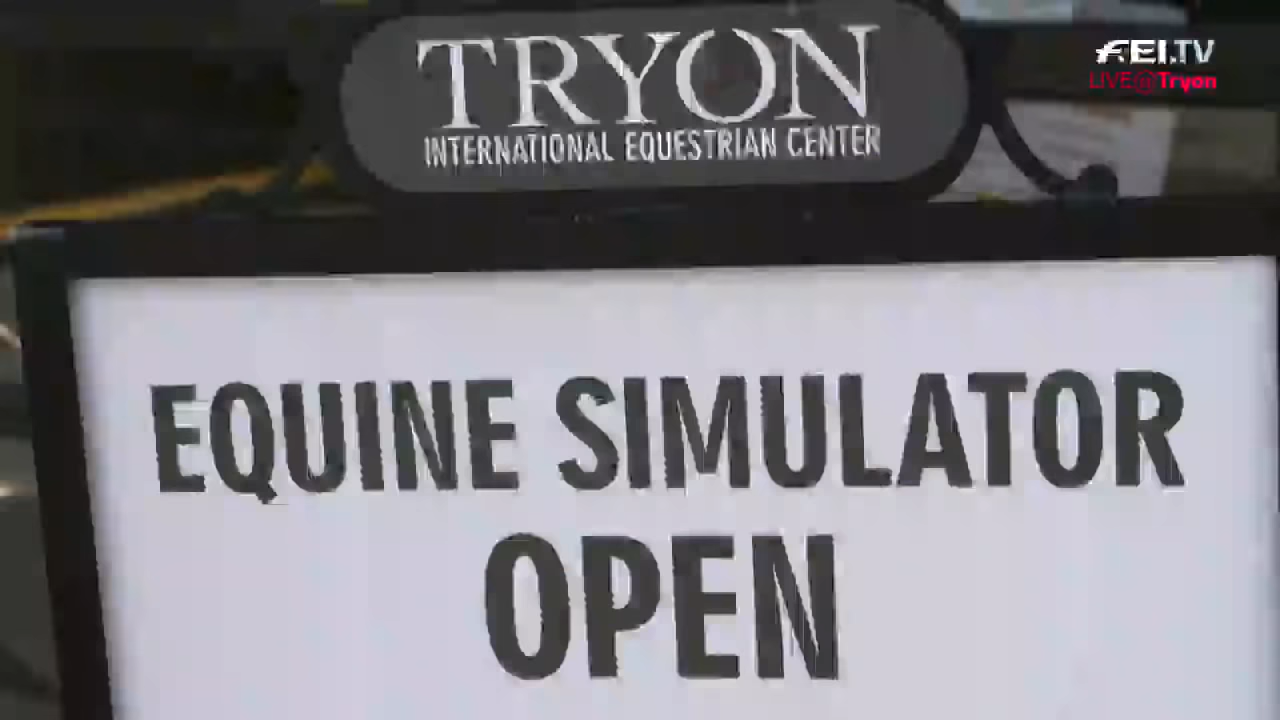 TRYON
INTERNATIONAL EQUESTRIAN CENTER
FEI.TV
LIVE@Tryon
EQUINE SIMULATOR
OPEN